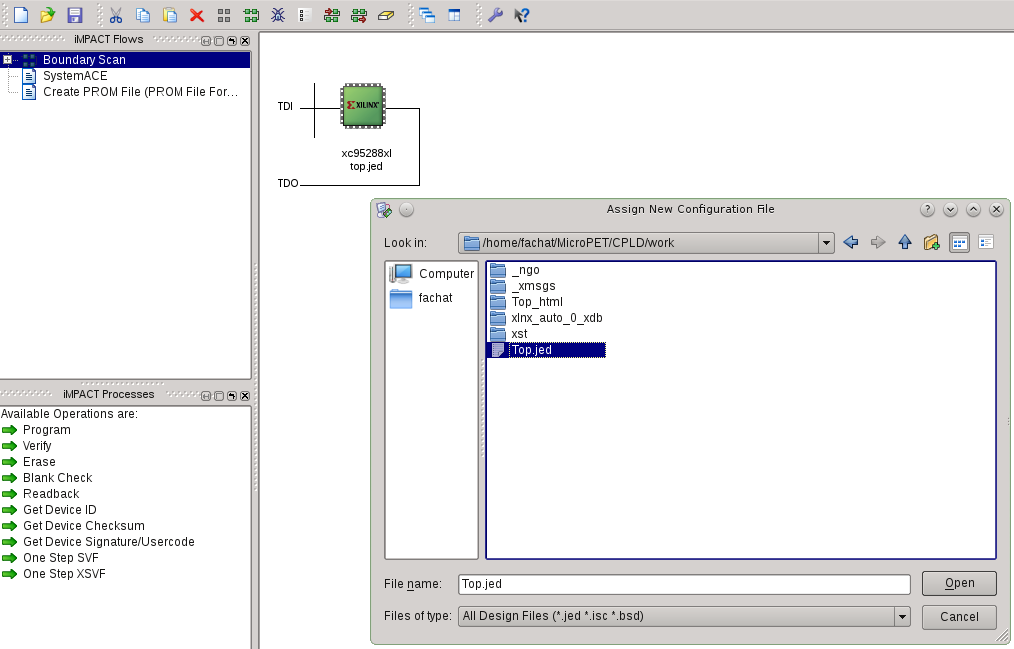 iMPACT Flows
Boundary Scan
SystemACE
Create PROM File (PROM File For...
TDI
XILINX
xc95288xl
top.jed
TDO
iMPACT Processes
Available Operations are:
Program
Verify
Erase
Blank Check
Readback
Get Device ID
Get Device Checksum
Get Device Signature/Usercode
One Step SVF
One Step XSVF
Assign New Configuration File
Look in:
/home/fachat/MicroPET/CPLD/work
Computer
fachat
_ngo
_xmsgs
Top_html
xlnx_auto_0_xdb
xst
Top.jed
File name:
Top.jed
Open
Files of type:
All Design Files (*.jed *.isc *.bsd)
Cancel